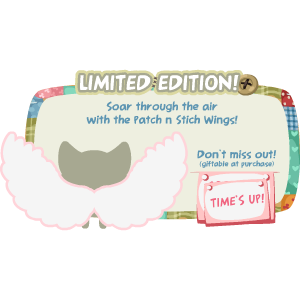 LIMITED EDITION!
Soar through the air
with the Patch n Stich Wings!
Don't miss out!
(giftable at purchase)
TIME'S UP!